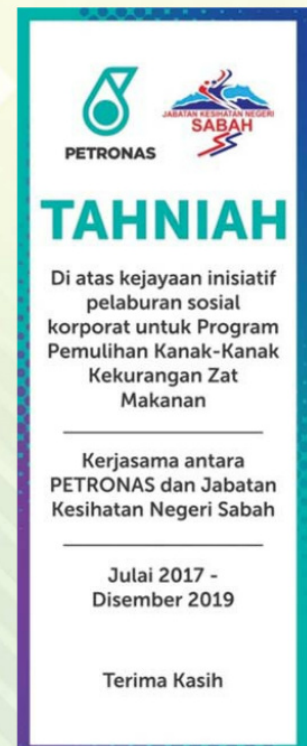 PETRONAS
JABATAN KESIHATAN NEGERI
SABAH
TAHNIAH
Di atas kejayaan inisiatif
pelaburan sosial
korporat untuk Program
Pemulihan Kanak-Kanak
Kekurangan Zat
Makanan
Kerjasama antara
PETRONAS dan Jabatan
Kesihatan Negeri Sabah
Julai 2017 -
Disember 2019
Terima Kasih